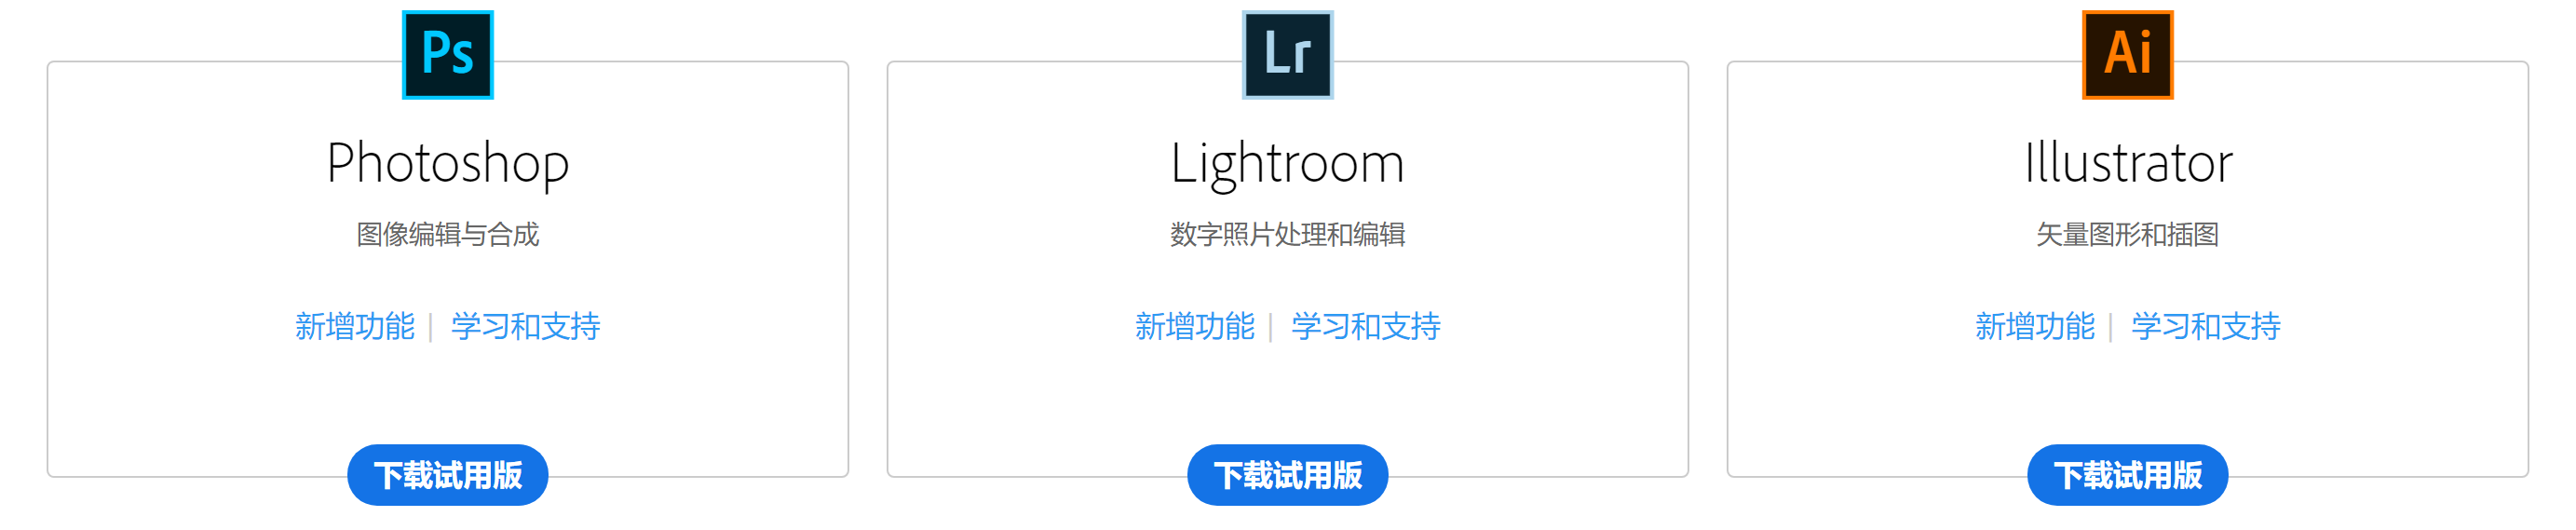 Ps
Photoshop
图像编辑与合成
新增功能 | 学习和支持
下载试用版
Lr
Lightroom
数字照片处理和编辑
新增功能 | 学习和支持
下载试用版
Ai
Illustrator
矢量图形和插图
新增功能 | 学习和支持
下载试用版